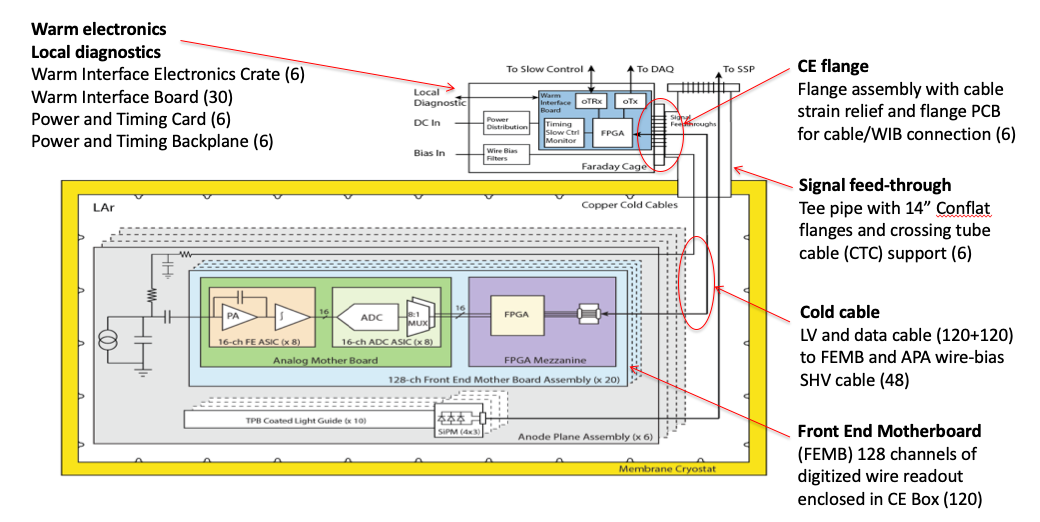 Warm electronics
Local diagnostics
Warm Interface Electronics Crate (6)
Warm Interface Board (30)
Power and Timing Card (6)
Power and Timing Backplane (6)
To Slow Control
To DAQ
To SSP
Local
Diagnostic
DC In
Bias In
Power
Distribution
Wire Bias
Filters
Warm
Interface
Board
oTRx
oTx
Timing
Slow Ctrl
Monitor
FPGA
Signal
Feedthroughs
Faraday Cage
CE flange
Flange assembly with cable
strain relief and flange PCB
for cable/WIB connection (6)
Signal feed-through
Tee pipe with 14” Conflat
flanges and crossing tube
cable (CTC) support (6)
Cold cable
LV and data cable (120+120)
to FEMB and APA wire-bias
SHV cable (48)
Front End Motherboard
(FEMB) 128 channels of
digitized wire readout
enclosed in CE Box (120)
LAr
Copper Cold Cables
PA
16-ch FE ASIC (x 8)
16
ADC
8:1
MUX
16-ch ADC ASIC (x 8)
16
Analog Mother Board
FPGA
FPGA Mezzanine
128-ch Front End Mother Board Assembly (x 20)
TPB Coated Light Guide (x 10)
SiPM (4x3)
Anode Plane Assembly (x 6)
Membrane Cryostat